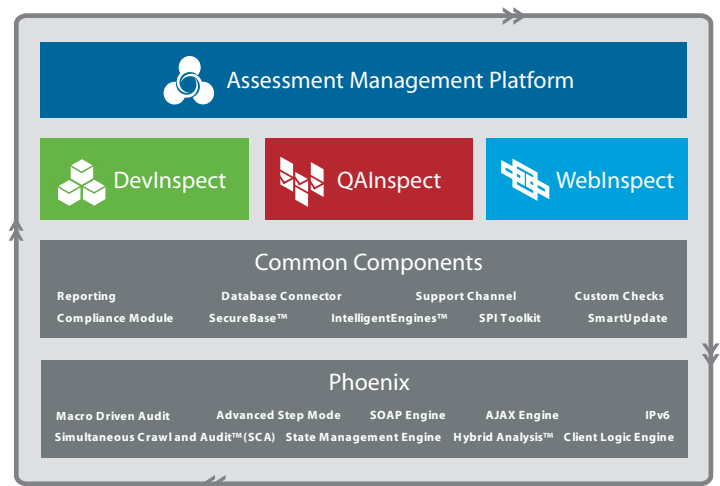 Assessment Management Platform
DevInspect QAInspect WebInspect
Common Components
Reporting Database Connector Support Channel Custom Checks
Compliance Module SecureBase™ IntelligentEngines™ SPI Toolkit SmartUpdate
Phoenix
Macro Driven Audit Advanced Step Mode SOAP Engine AJAX Engine IPv6
Simultaneous Crawl and Audit™(SCA) State Management Engine Hybrid Analysis™ Client Logic Engine